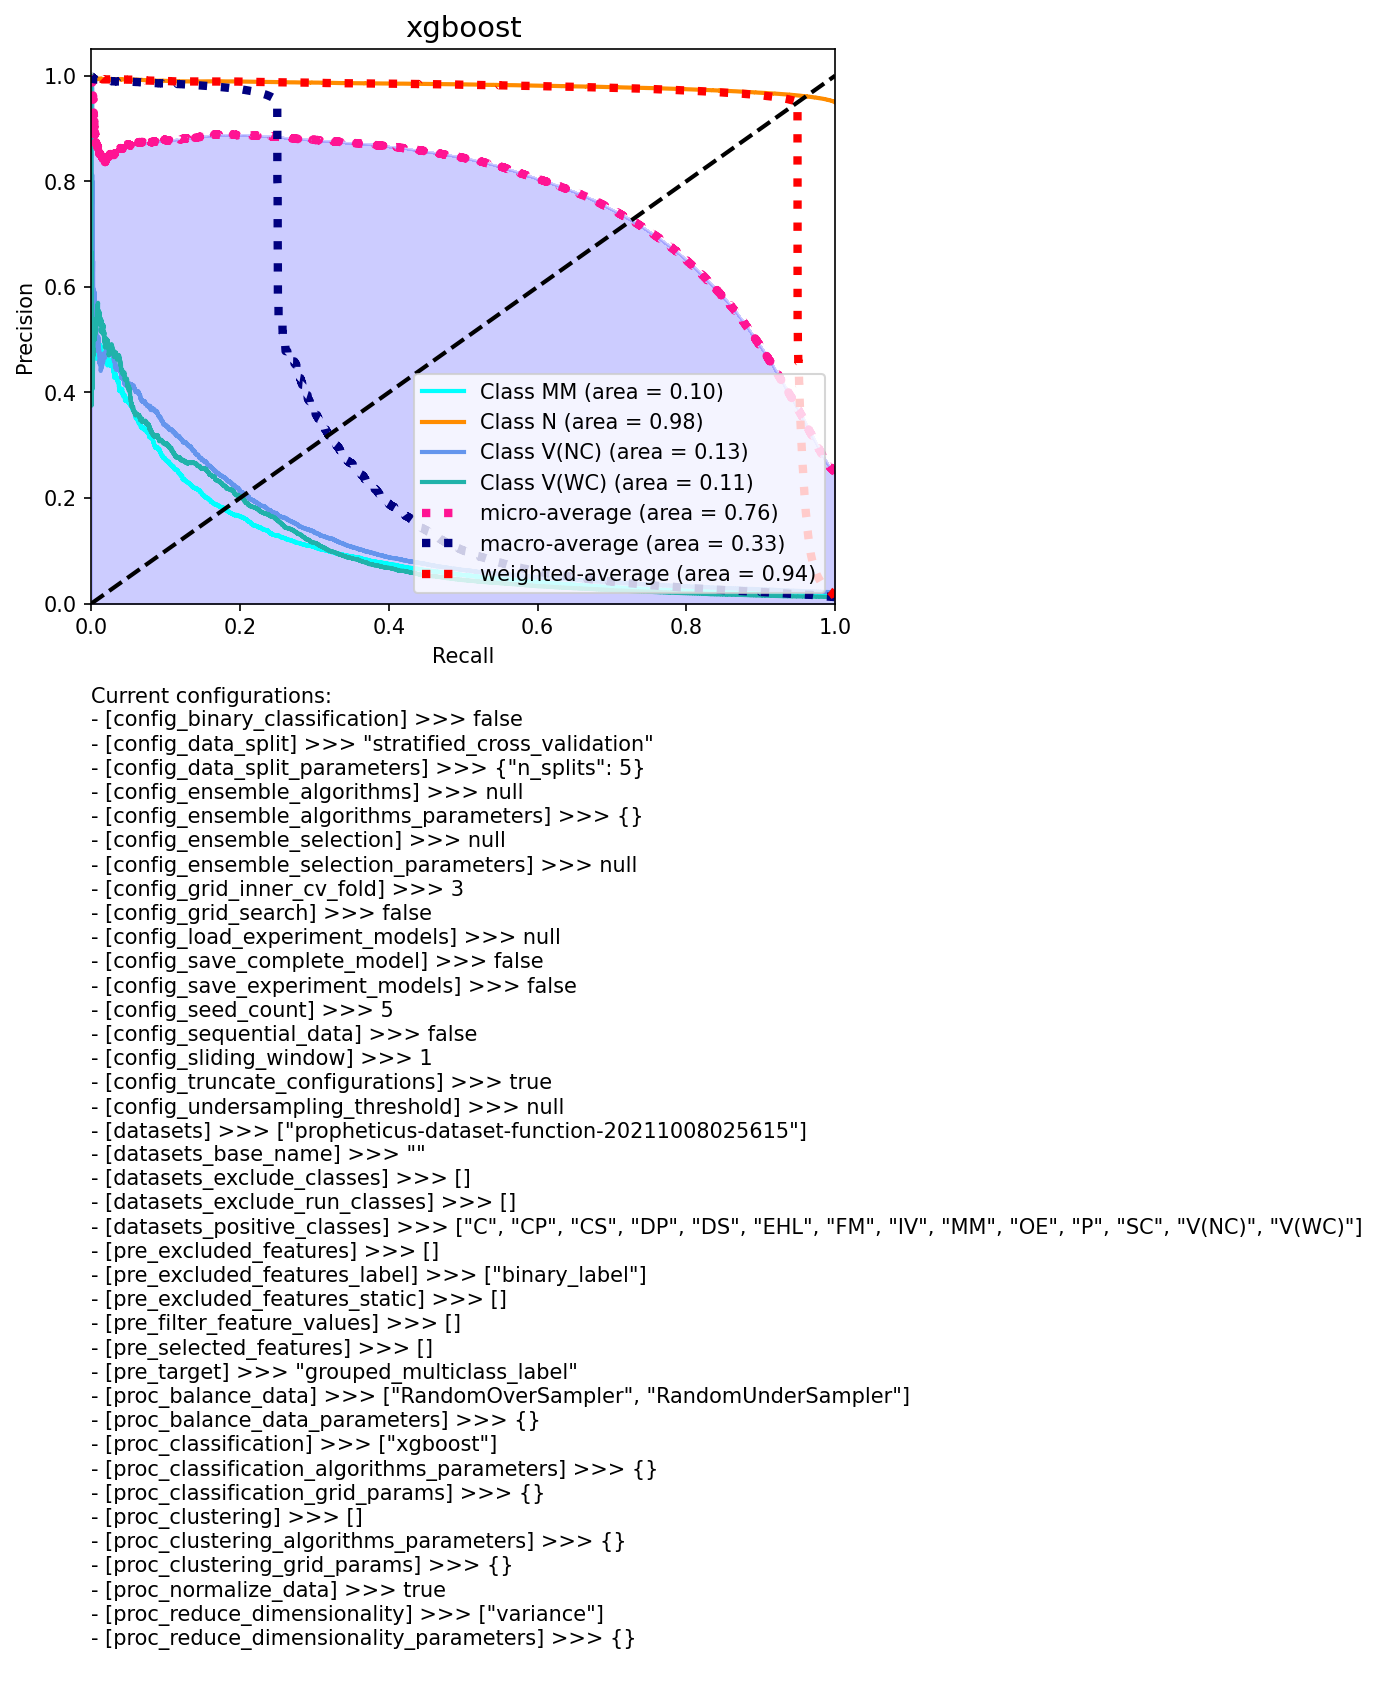 xgboost
1.0
0.8
0.6
0.4
0.2
0.0
Precision
0.0 0.2 0.4 0.6 0.8 1.0
Recall
Class MM (area = 0.10)
Class N (area = 0.98)
Class V(NC) (area = 0.13)
Class V(WC) (area = 0.11)
micro-average (area = 0.76)
macro-average (area = 0.33)
weighted-average (area = 0.94)
Current configurations:
- [config_binary_classification] >>> false
- [config_data_split] >>> "stratified_cross_validation"
- [config_data_split_parameters] >>> {"n_splits": 5}
- [config_ensemble_algorithms] >>> null
- [config_ensemble_algorithms_parameters] >>> {}
- [config_ensemble_selection] >>> null
- [config_ensemble_selection_parameters] >>> null
- [config_grid_inner_cv_fold] >>> 3
- [config_grid_search] >>> false
- [config_load_experiment_models] >>> null
- [config_save_complete_model] >>> false
- [config_save_experiment_models] >>> false
- [config_seed_count] >>> 5
- [config_sequential_data] >>> false
- [config_sliding_window] >>> 1
- [config_truncate_configurations] >>> true
- [config_undersampling_threshold] >>> null
- [datasets] >>> ["propheticus-dataset-function-20211008025615"]
- [datasets_base_name] >>> ""
- [datasets_exclude_classes] >>> []
- [datasets_exclude_run_classes] >>> []
- [datasets_positive_classes] >>> ["C", "CP", "CS", "DP", "DS", "EHL", "FM", "IV", "MM", "OE", "P", "SC", "V(NC)", "V(WC)"]
- [pre_excluded_features] >>> []
- [pre_excluded_features_label] >>> ["binary_label"]
- [pre_excluded_features_static] >>> []
- [pre_filter_feature_values] >>> []
- [pre_selected_features] >>> []
- [pre_target] >>> "grouped_multiclass_label"
- [proc_balance_data] >>> ["RandomOverSampler", "RandomUnderSampler"]
- [proc_balance_data_parameters] >>> {}
- [proc_classification] >>> ["xgboost"]
- [proc_classification_algorithms_parameters] >>> {}
- [proc_classification_grid_params] >>> {}
- [proc_clustering] >>> []
- [proc_clustering_algorithms_parameters] >>> {}
- [proc_clustering_grid_params] >>> {}
- [proc_normalize_data] >>> true
- [proc_reduce_dimensionality] >>> ["variance"]
- [proc_reduce_dimensionality_parameters] >>> {}